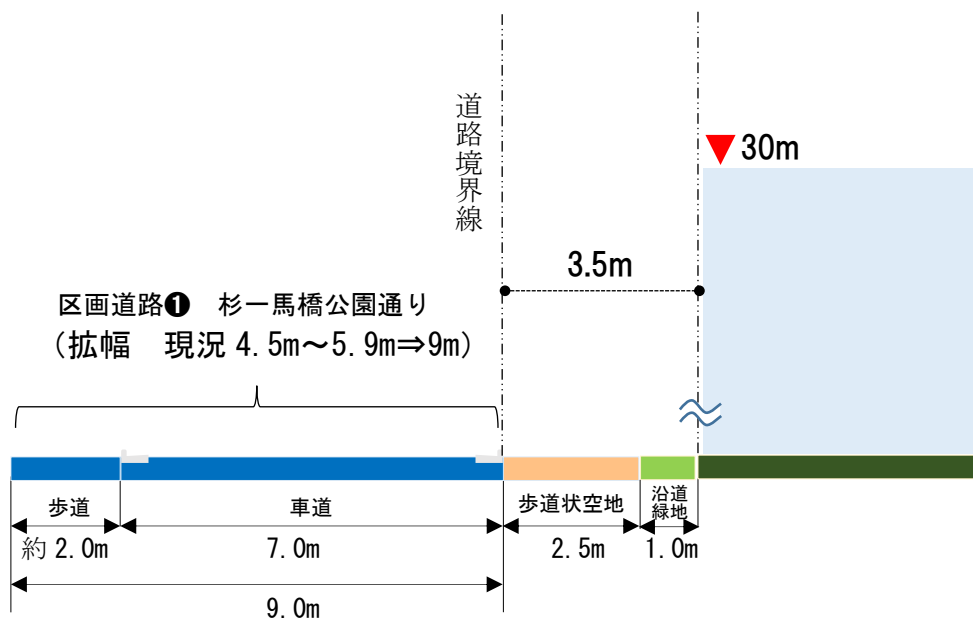 道路境界線
30m
3.5m
区画道路❶ 杉一馬橋公園通り
(拡幅 現況 4.5m～5.9m⇒9m)
歩道
車道
歩道状空地
沿道
緑地
約 2.0m
7.0m
2.5m
1.0m
9.0m